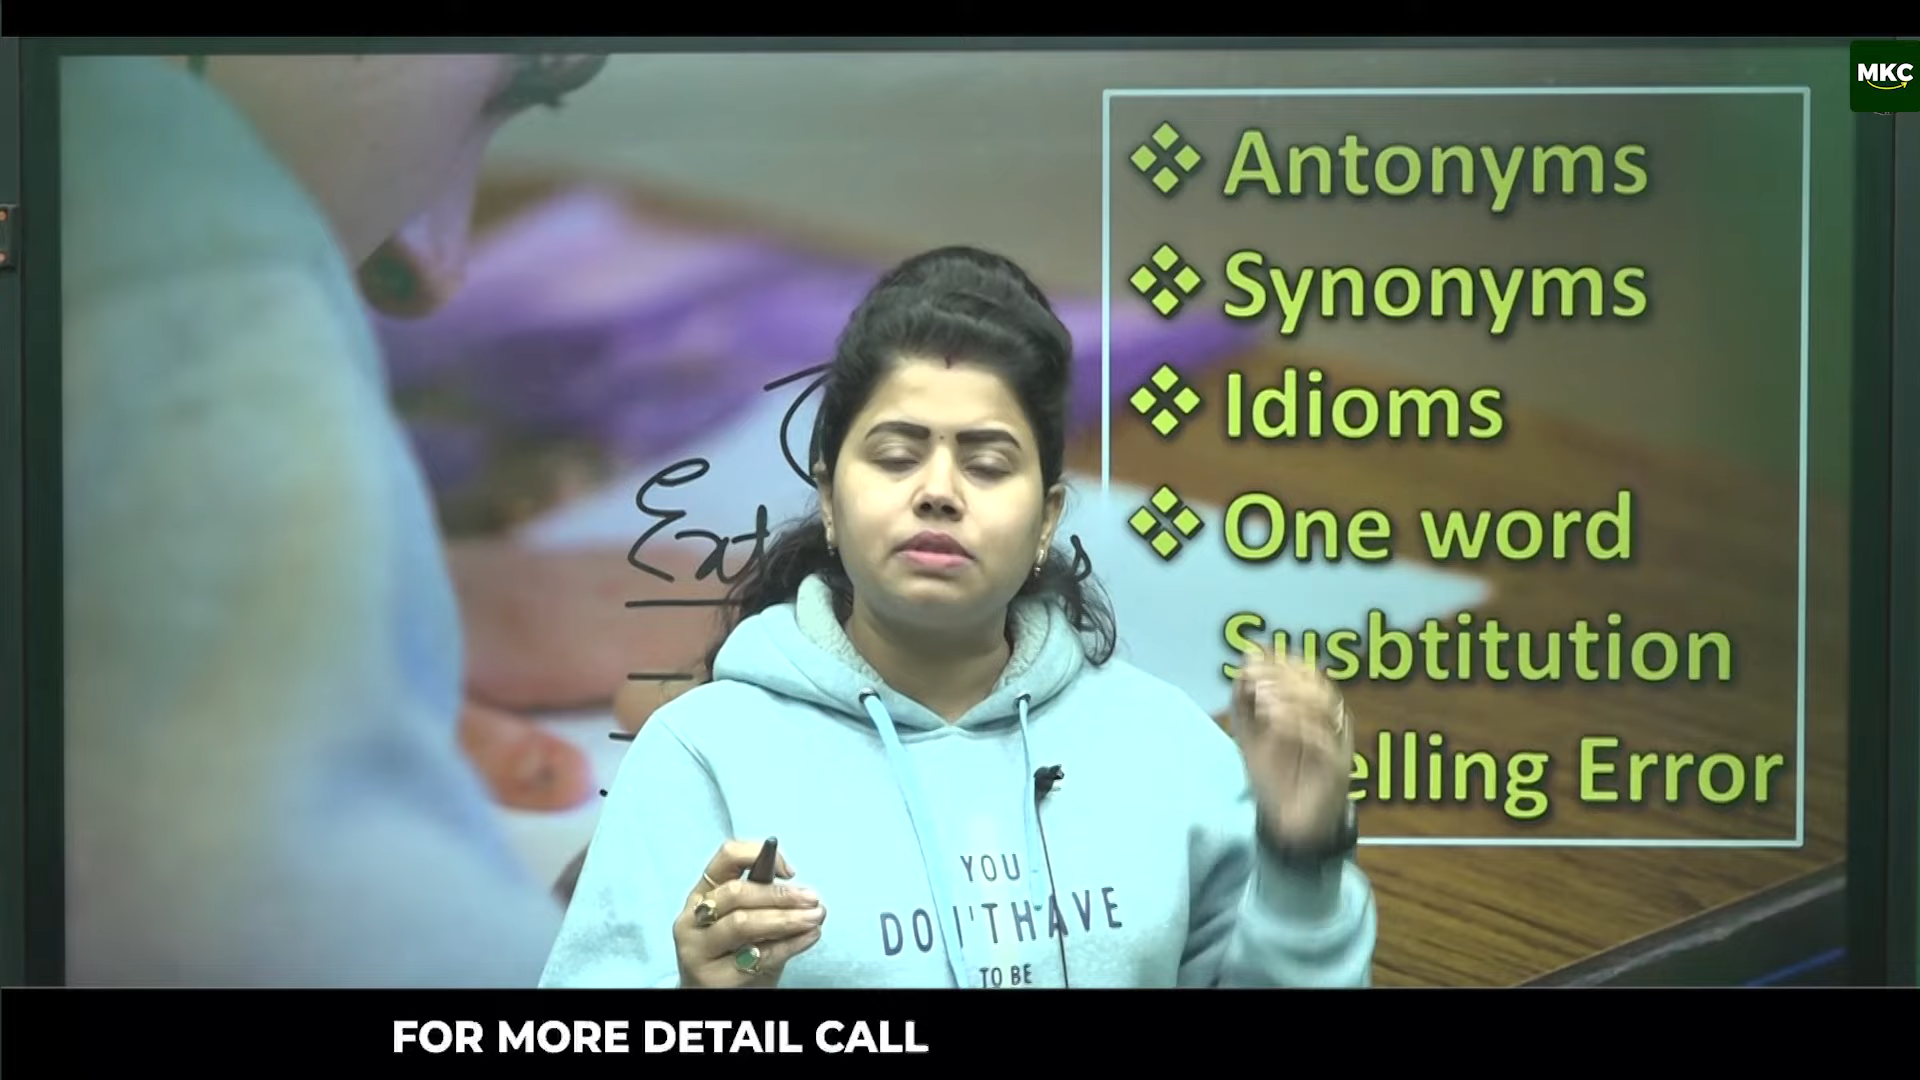 MKC
Antonyms
Synonyms
Idioms
One word
Susbtitution
elling Error
YOU
DON'T HAVE
TO BE
FOR MORE DETAIL CALL